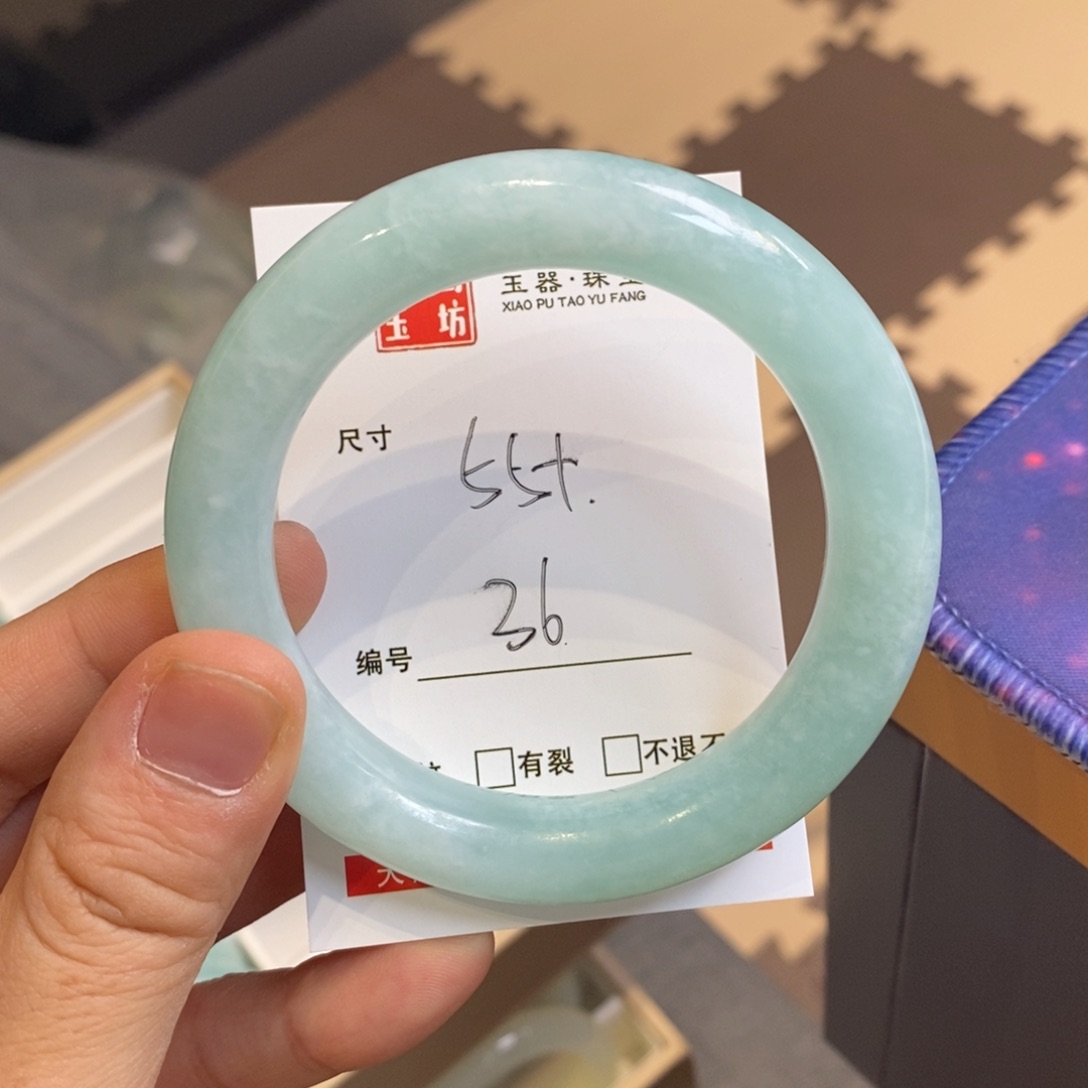 玉器·珠
XIAO PU TAO YU FANG
玉坊
尺寸 55+.
36
编号
有裂 不退